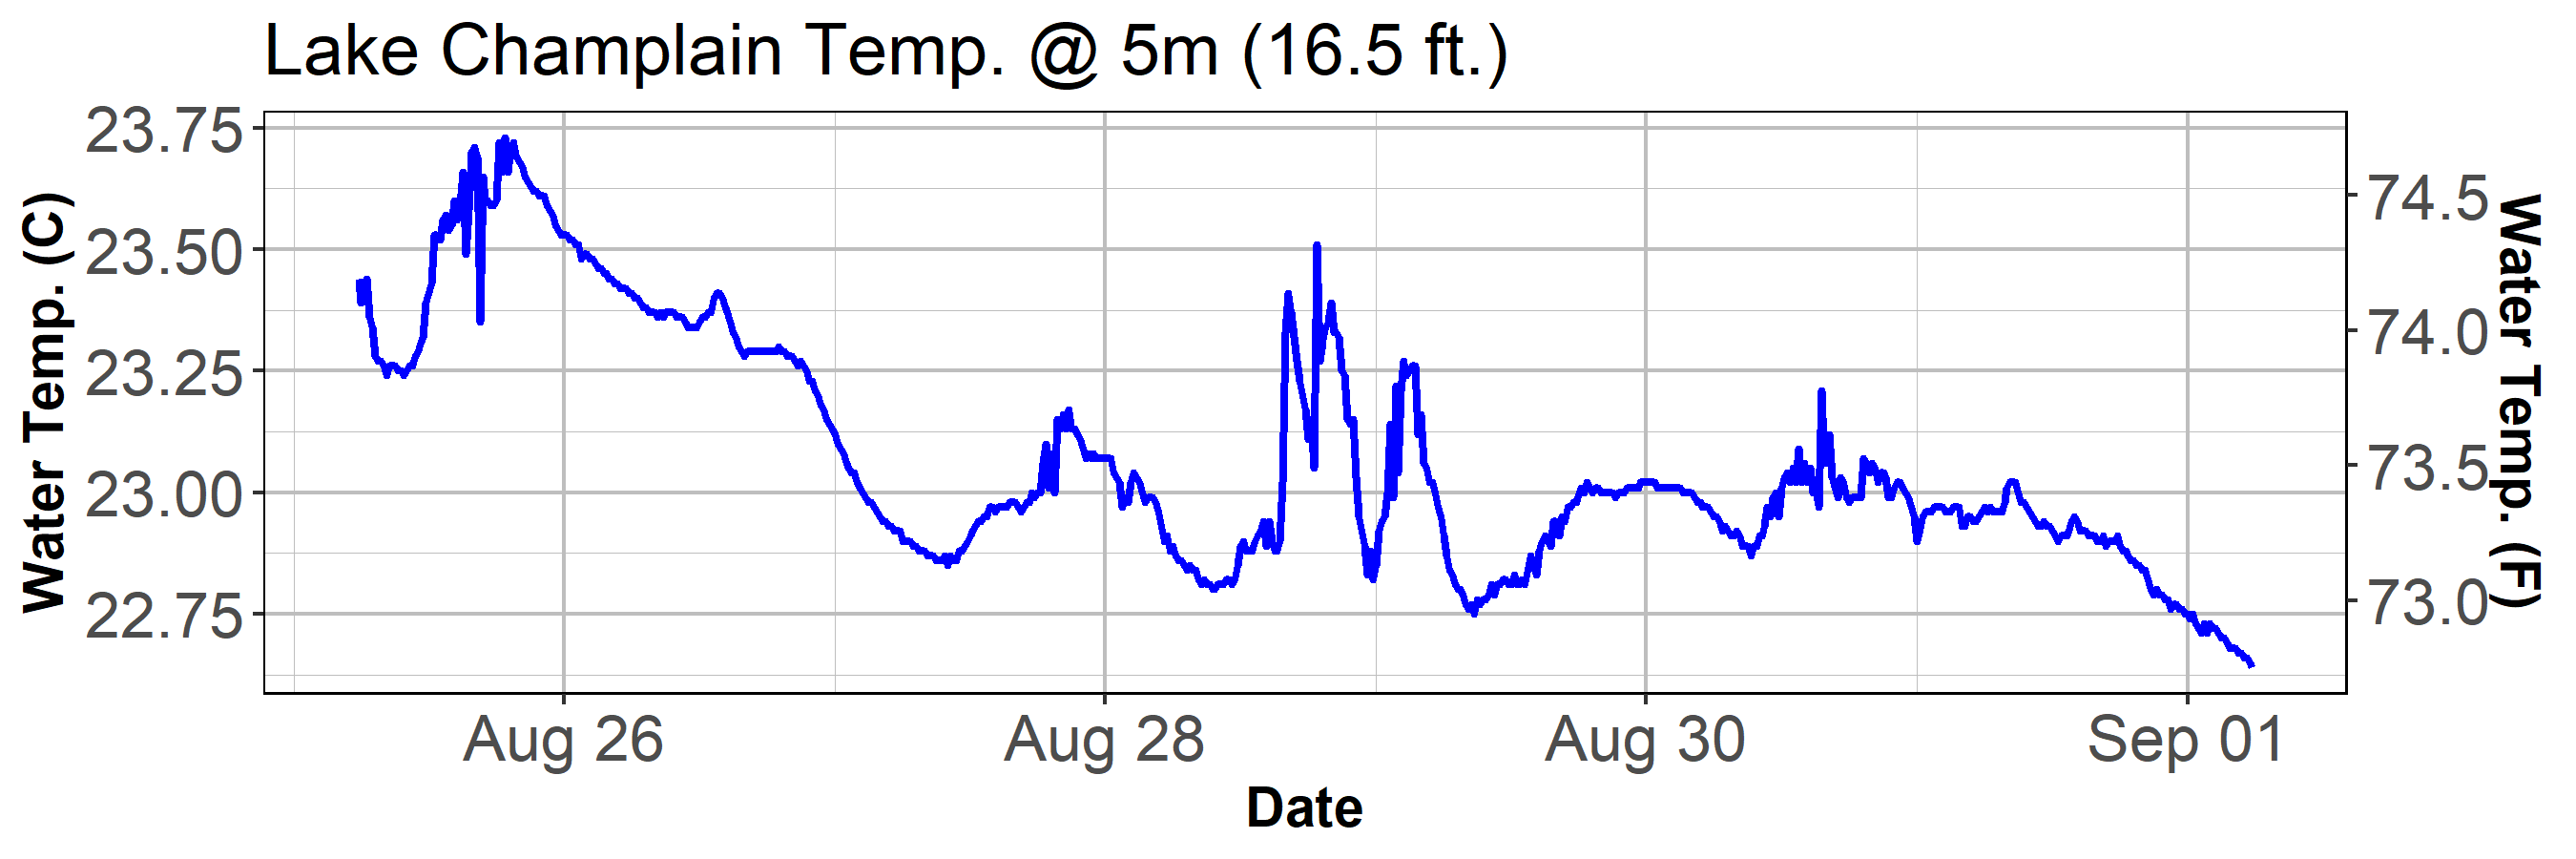 Lake Champlain Temp. @ 5m (16.5 ft.)
Water Temp. (C)
23.75
23.50
23.25
23.00
22.75
74.5
74.0
73.5
73.0
Water Temp. (F)
Aug 26
Aug 28
Aug 30
Sep 01
Date